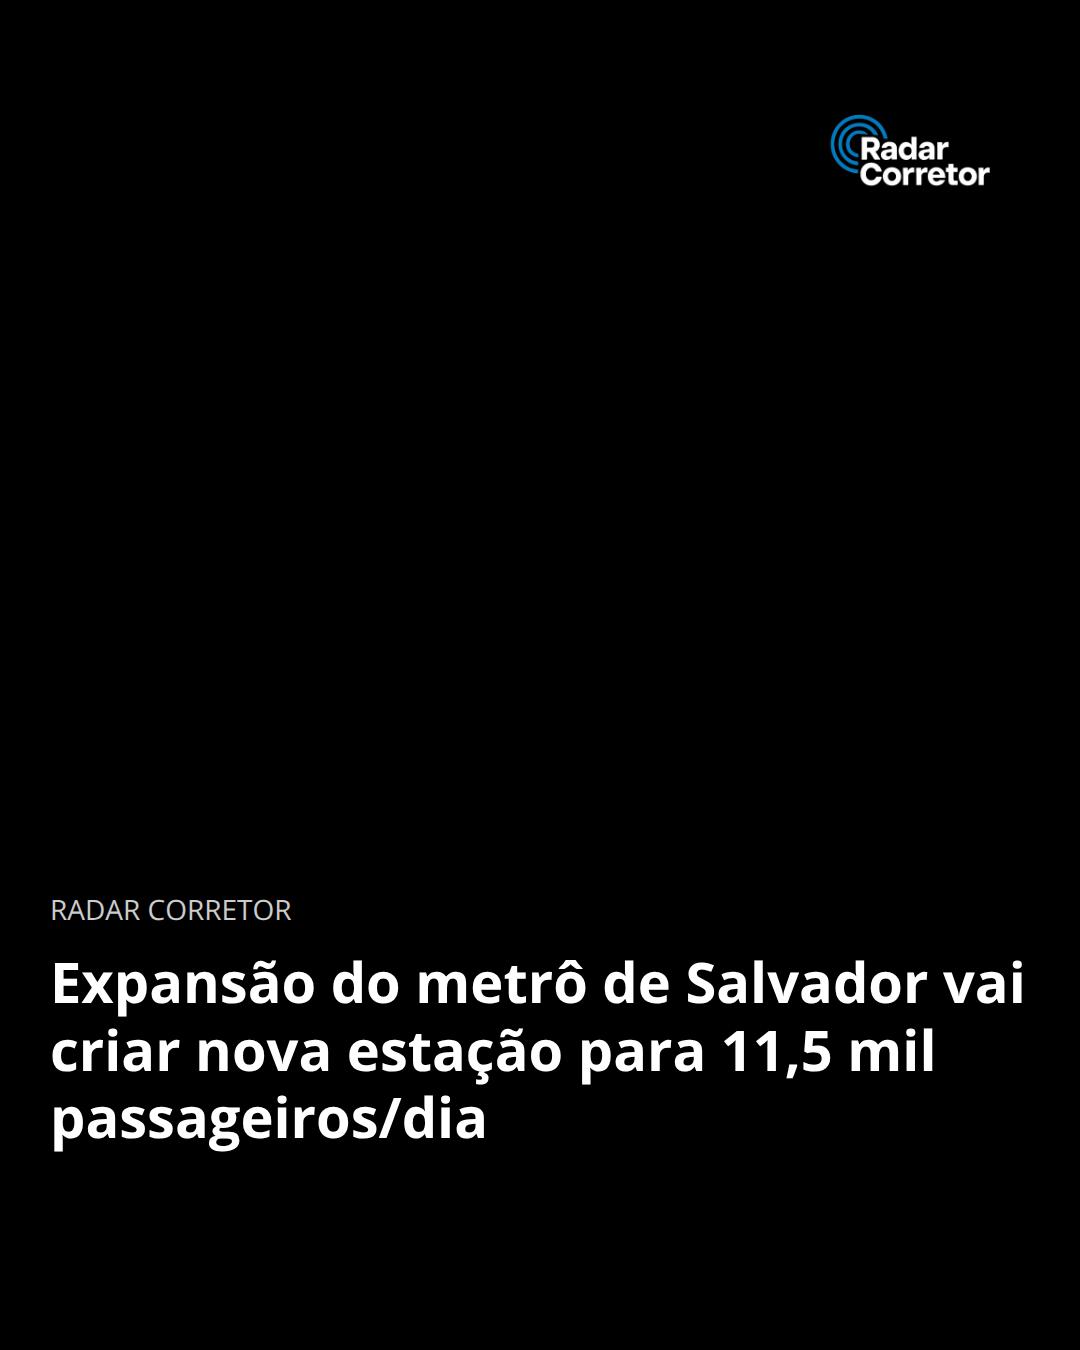 Radar
Corretor
RADAR CORRETOR
Expansão do metrô de Salvador vai
criar nova estação para 11,5 mil
passageiros/dia